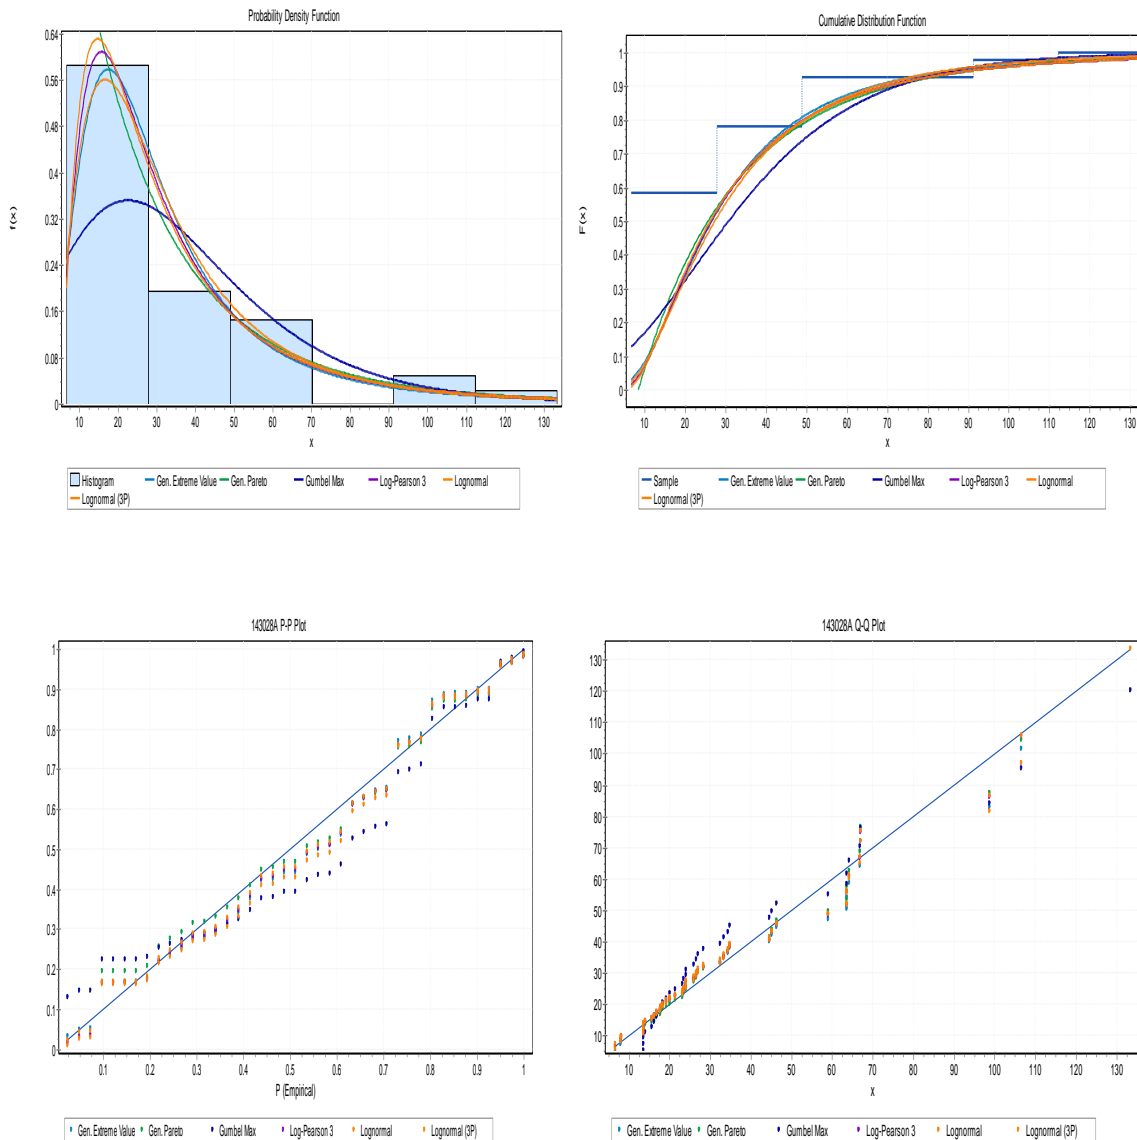 Probability Density Function
0.64
0.56
0.48
0.4
0.32
0.24
0.16
0.08
0
f(x)
10 20 30 40 50 60 70 80 90 100 110 120 130
x
Histogram Gen. Extreme Value Gen. Pareto Gumbel Max Log-Pearson 3 Lognormal
Lognormal (3P)
Cumulative Distribution Function
1
0.9
0.8
0.7
0.6
0.5
0.4
0.3
0.2
0.1
0
F(x)
10 20 30 40 50 60 70 80 90 100 110 120 130
x
Sample Gen. Extreme Value Gen. Pareto Gumbel Max Log-Pearson 3 Lognormal
Lognormal (3P)
143028A P-P Plot
1
0.9
0.8
0.7
0.6
0.5
0.4
0.3
0.2
0.1
0
0.1 0.2 0.3 0.4 0.5 0.6 0.7 0.8 0.9 1
P (Empirical)
Gen. Extreme Value Gen. Pareto Gumbel Max Log-Pearson 3 Lognormal Lognormal (3P)
143028A Q-Q Plot
130
120
110
100
90
80
70
60
50
40
30
20
10
10 20 30 40 50 60 70 80 90 100 110 120 130
X
Gen. Extreme Value Gen. Pareto Gumbel Max Log-Pearson 3 Lognormal Lognormal (3P)